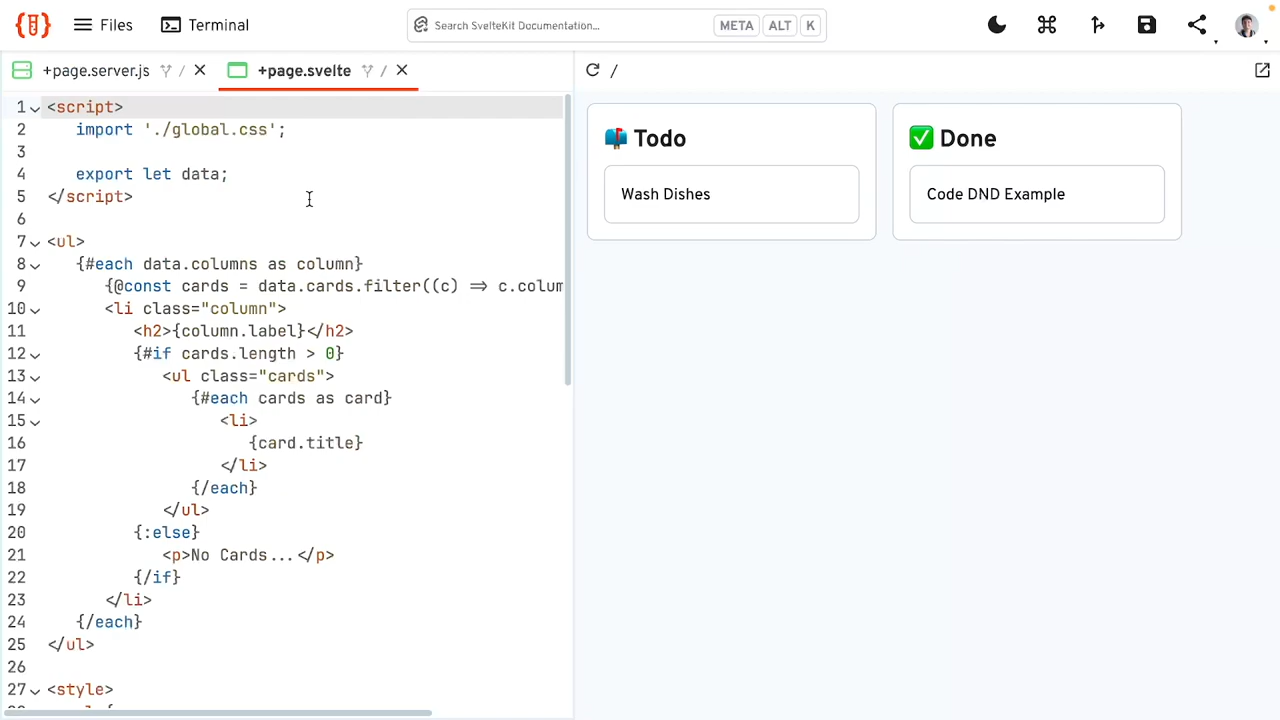 Files
Terminal
Search SvelteKit Documentation...
META ALT K
+page.server.js /
+page.svelte /
/
1 <script>
2 import './global.css';
3
4 export let data;
5 </script>
6
7 <ul>
8 {#each data.columns as column}
9 {@const cards = data.cards.filter((c) => c.colum
10 <li class="column">
11 <h2>{column.label}</h2>
12 {#if cards.length > 0}
13 <ul class="cards">
14 {#each cards as card}
15 <li>
16 {card.title}
17 </li>
18 {/each}
19 </ul>
20 {:else}
21 <p>No Cards...</p>
22 {/if}
23 </li>
24 {/each}
25 </ul>
26
27 <style>
Todo
Wash Dishes
Done
Code DND Example